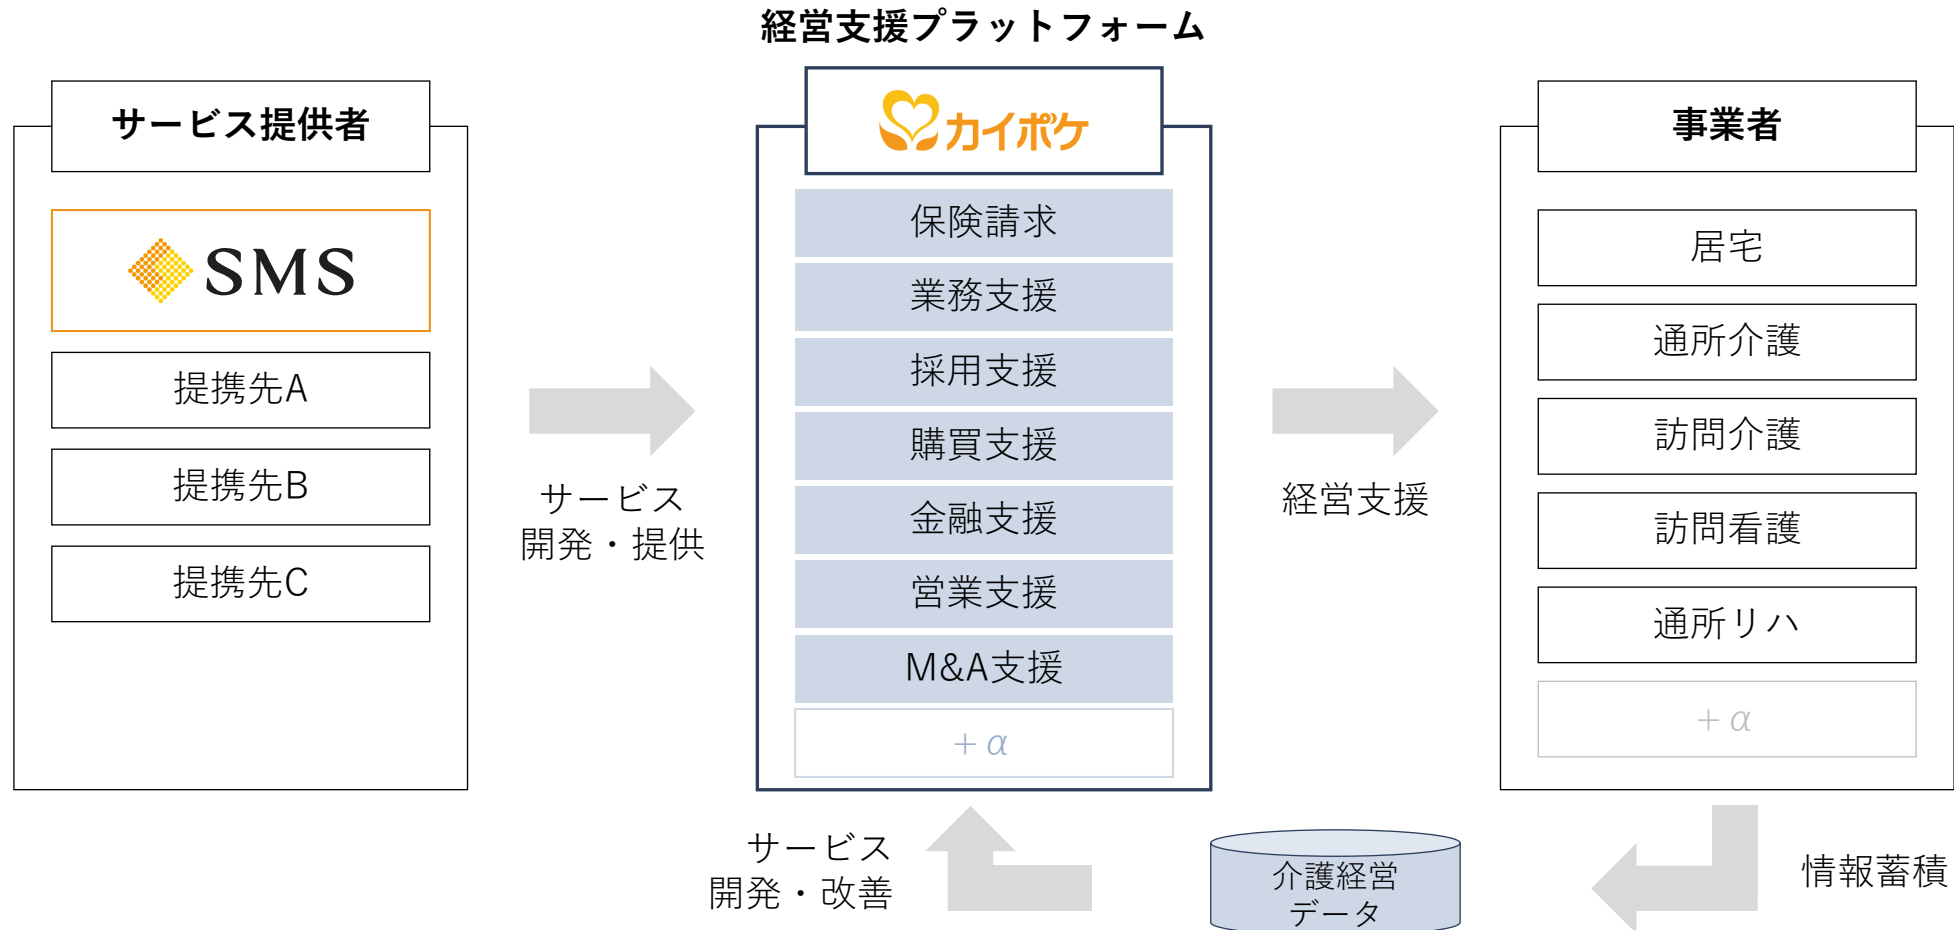 経営支援プラットフォーム
サービス提供者
SMS
提携先A
提携先B
提携先C
サービス
開発・提供
カイポケ
保険請求
業務支援
採用支援
購買支援
金融支援
営業支援
M&A支援
+ α
経営支援
事業者
居宅
通所介護
訪問介護
訪問看護
通所リハ
+ α
サービス
開発・改善
介護経営
データ
情報蓄積